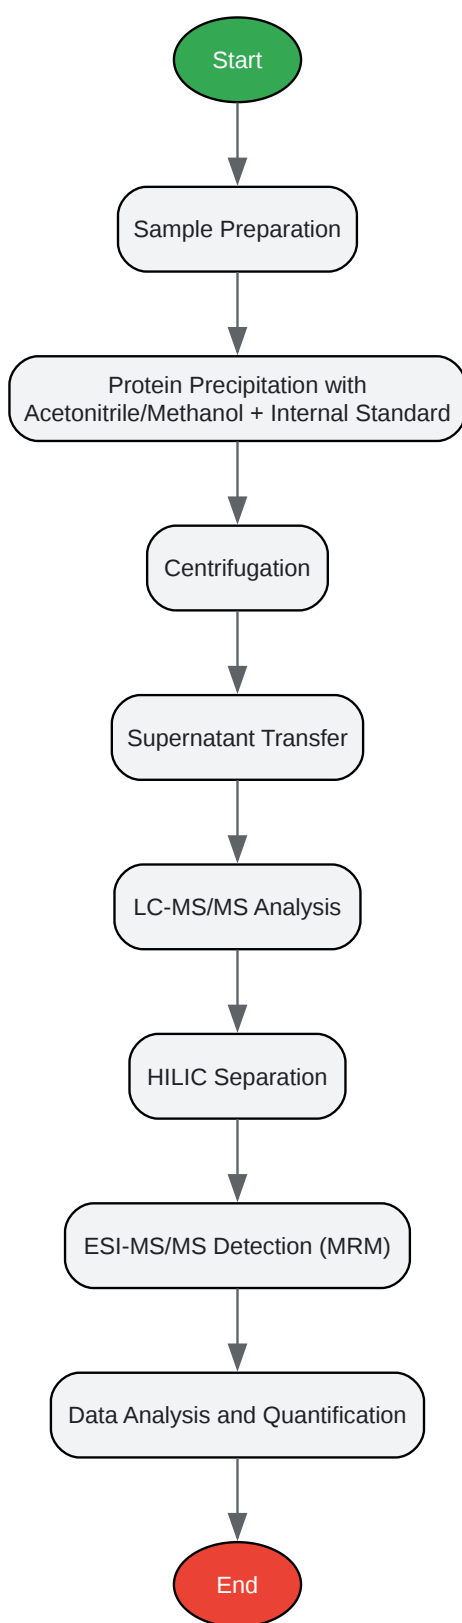 Start
Sample Preparation
Protein Precipitation with
Acetonitrile/Methanol + Internal Standard
Centrifugation
Supernatant Transfer
LC-MS/MS Analysis
HILIC Separation
ESI-MS/MS Detection (MRM)
Data Analysis and Quantification
End